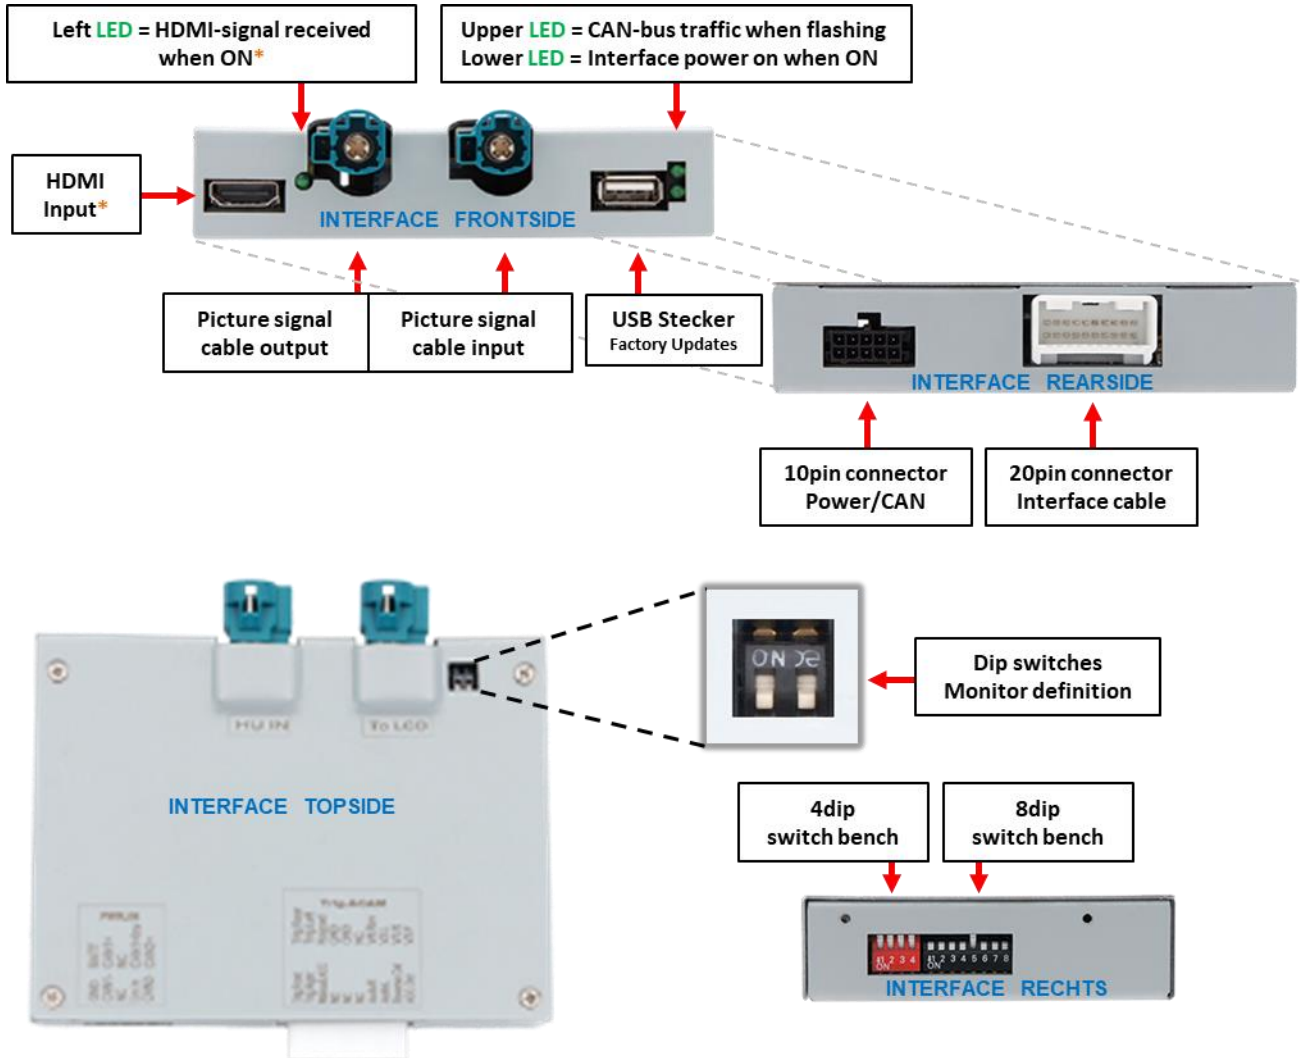 Left LED = HDMI-signal received
when ON*
Upper LED = CAN-bus traffic when flashing
Lower LED = Interface power on when ON
HDMI
Input*
INTERFACE FRONTSIDE
Picture signal
cable output
Picture signal
cable input
USB Stecker
Factory Updates
INTERFACE REARSIDE
10pin connector
Power/CAN
20pin connector
Interface cable
HU IN
To LCD
ON
Dip switches
Monitor definition
INTERFACE TOPSIDE
4dip
switch bench
8dip
switch bench
1 2 3 4
ON
1 2 3 4 5 6 7 8
ON
INTERFACE RECHTS